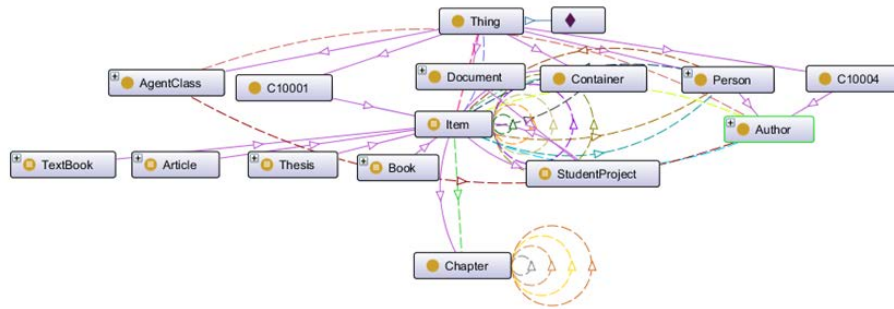 Thing
AgentClass
C10001
Document
Container
Person
C10004
Item
Author
TextBook
Article
Thesis
Book
StudentProject
Chapter